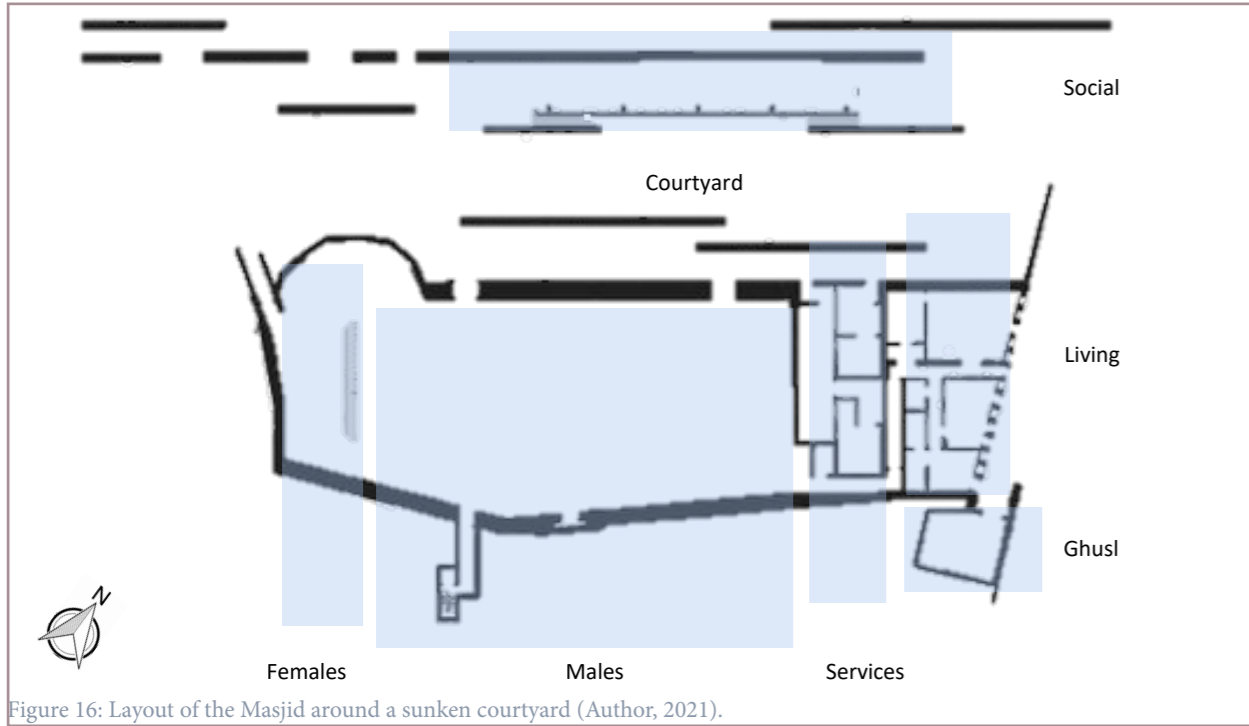 Social
Courtyard
Living
Ghusl
N
Females Males Services
Figure 16: Layout of the Masjid around a sunken courtyard (Author, 2021).